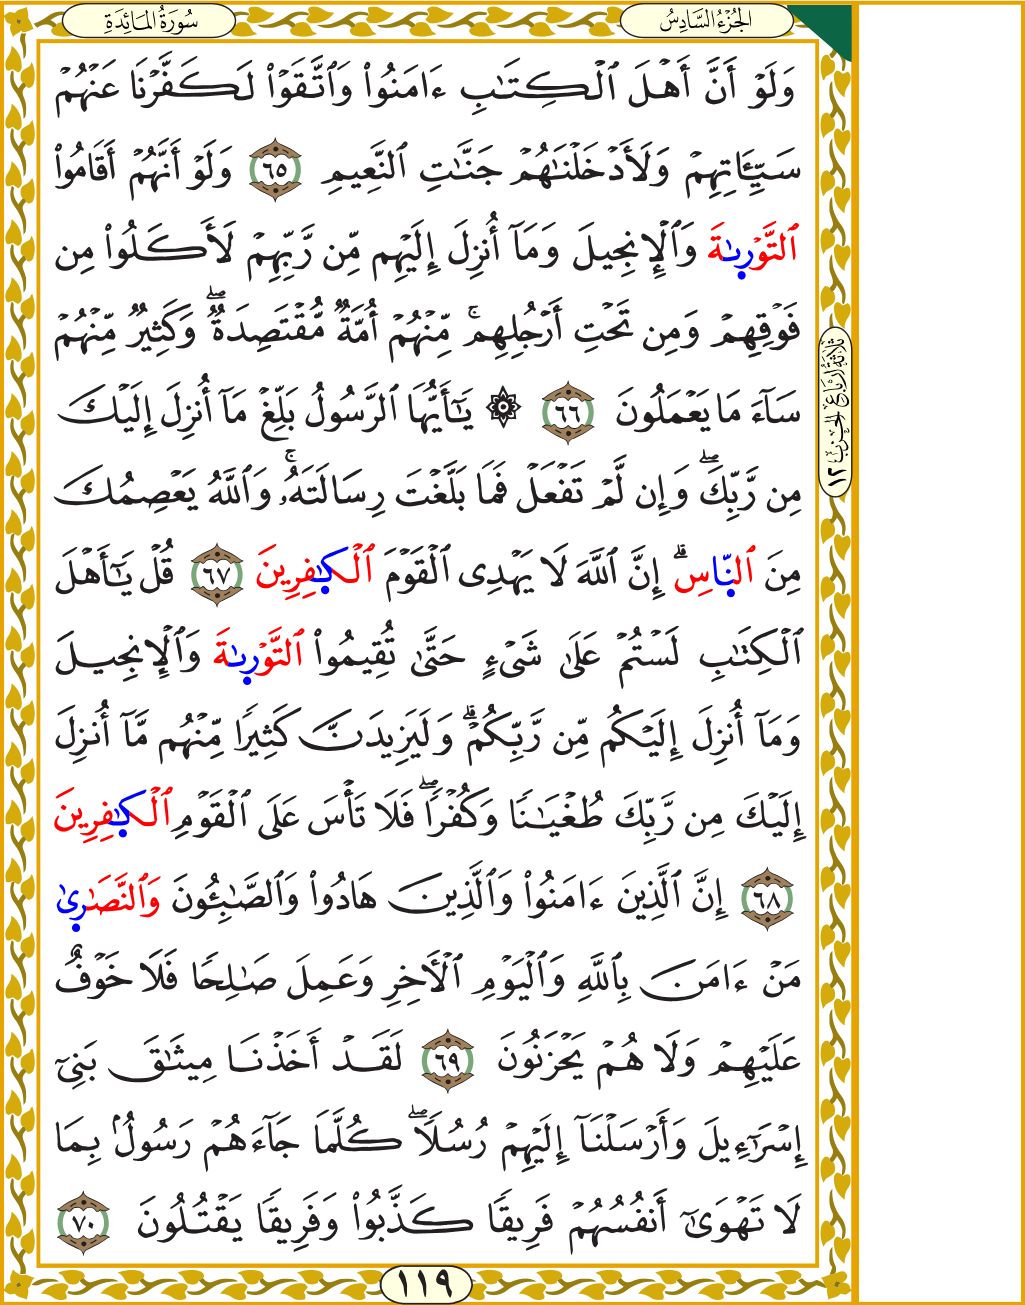 سُورَةُ المَائِدَةِ
الجُزْءُ السَّادِسُ
وَلَوۡ أَنَّ أَهۡلَ ٱلۡكِتَٰبِ ءَامَنُواْ وَٱتَّقَوۡاْ لَكَفَّرۡنَا عَنۡهُمۡ
سَيِّـَٔاتِهِمۡ وَلَأَدۡخَلۡنَٰهُمۡ جَنَّٰتِ ٱلنَّعِيمِ ٦٥ وَلَوۡ أَنَّهُمۡ أَقَامُواْ
ٱلتَّوۡرَىٰةَ وَٱلۡإِنجِيلَ وَمَآ أُنزِلَ إِلَيۡهِم مِّن رَّبِّهِمۡ لَأَكَلُواْ مِن
فَوۡقِهِمۡ وَمِن تَحۡتِ أَرۡجُلِهِمۚ مِّنۡهُمۡ أُمَّةٞ مُّقۡتَصِدَةٞۖ وَكَثِيرٞ مِّنۡهُمۡ
سَآءَ مَا يَعۡمَلُونَ ٦٦ ۞ يَٰٓأَيُّهَا ٱلرَّسُولُ بَلِّغۡ مَآ أُنزِلَ إِلَيۡكَ
مِن رَّبِّكَۖ وَإِن لَّمۡ تَفۡعَلۡ فَمَا بَلَّغۡتَ رِسَالَتَهُۥۚ وَٱللَّهُ يَعۡصِمُكَ
مِنَ ٱلنَّاسِۗ إِنَّ ٱللَّهَ لَا يَهۡدِي ٱلۡقَوۡمَ ٱلۡكَٰفِرِينَ ٦٧ قُلۡ يَٰٓأَهۡلَ
ٱلۡكِتَٰبِ لَسۡتُمۡ عَلَىٰ شَيۡءٍ حَتَّىٰ تُقِيمُواْ ٱلتَّوۡرَىٰةَ وَٱلۡإِنجِيلَ
وَمَآ أُنزِلَ إِلَيۡكُم مِّن رَّبِّكُمۡۗ وَلَيَزِيدَنَّ كَثِيرٗا مِّنۡهُم مَّآ أُنزِلَ
إِلَيۡكَ مِن رَّبِّكَ طُغۡيَٰنٗا وَكُفۡرٗاۖ فَلَا تَأۡسَ عَلَى ٱلۡقَوۡمِ ٱلۡكَٰفِرِينَ
٦٨ إِنَّ ٱلَّذِينَ ءَامَنُواْ وَٱلَّذِينَ هَادُواْ وَٱلصَّٰبِـُٔونَ وَٱلنَّصَٰرَىٰ
مَنۡ ءَامَنَ بِٱللَّهِ وَٱلۡيَوۡمِ ٱلۡأٓخِرِ وَعَمِلَ صَٰلِحٗا فَلَا خَوۡفٌ
عَلَيۡهِمۡ وَلَا هُمۡ يَحۡزَنُونَ ٦٩ لَقَدۡ أَخَذۡنَا مِيثَٰقَ بَنِيٓ
إِسۡرَٰٓءِيلَ وَأَرۡسَلۡنَآ إِلَيۡهِمۡ رُسُلٗاۖ كُلَّمَا جَآءَهُمۡ رَسُولُۢ بِمَا
لَا تَهۡوَىٰٓ أَنفُسُهُمۡ فَرِيقٗا كَذَّبُواْ وَفَرِيقٗا يَقۡتُلُونَ ٧٠
ثَلَاثَةُ أَرْبَاعِ الحِزْبِ ١٢
١١٩